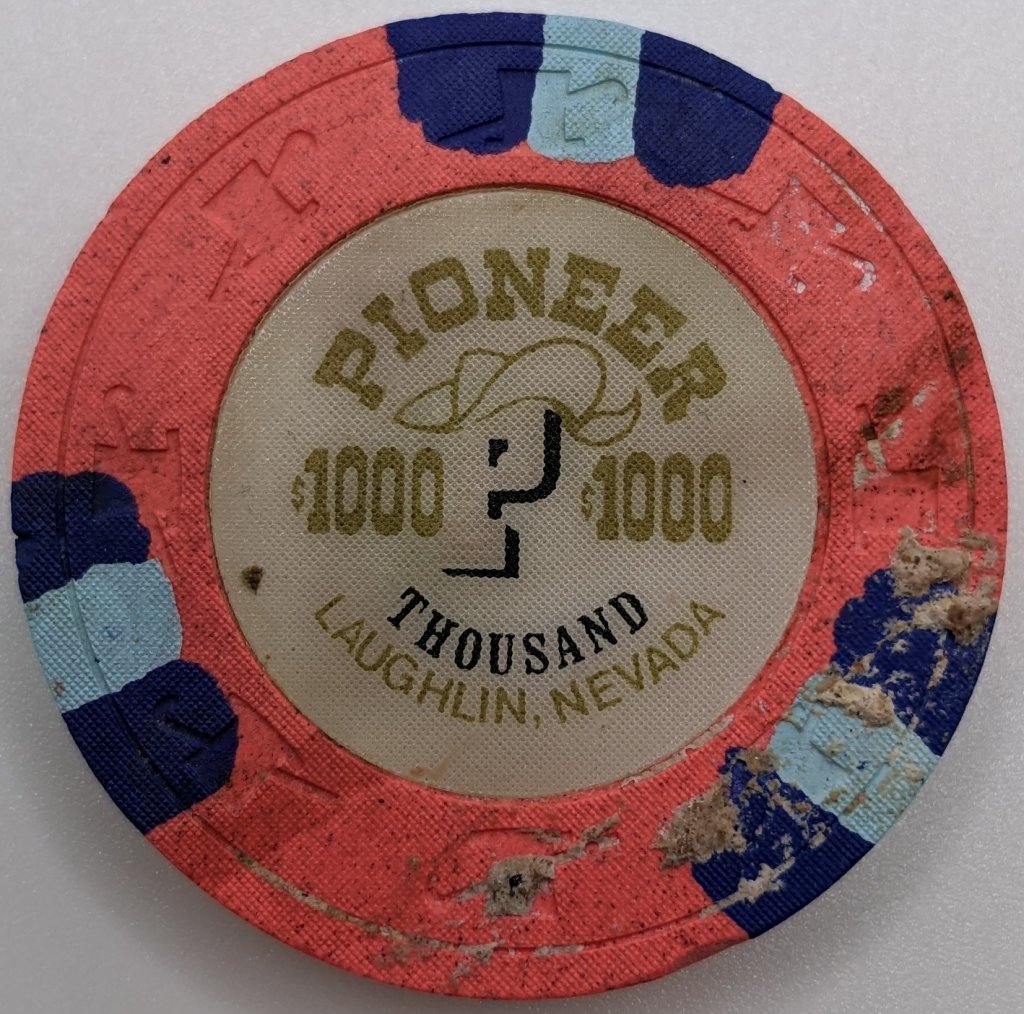 PIONEER
$1000 P $1000
THOUSAND
LAUGHLIN, NEVADA